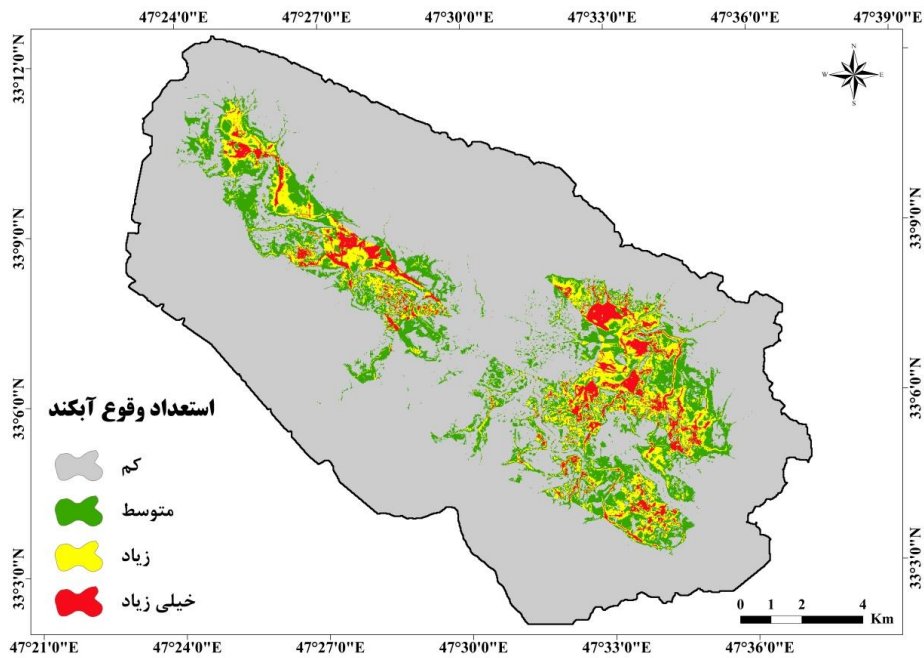 47°24'0"E 47°27'0"E 47°30'0"E 47°33'0"E 47°36'0"E 47°39'0"E
33°12'0"N
33°9'0"N
33°6'0"N
33°3'0"N
N
W E
S
33°9'0"N
33°6'0"N
33°3'0"N
استعداد وقوع آبکند
کم
متوسط
زیاد
خیلی زیاد
0 1 2 4
Km
47°21'0"E 47°24'0"E 47°27'0"E 47°30'0"E 47°33'0"E 47°36'0"E